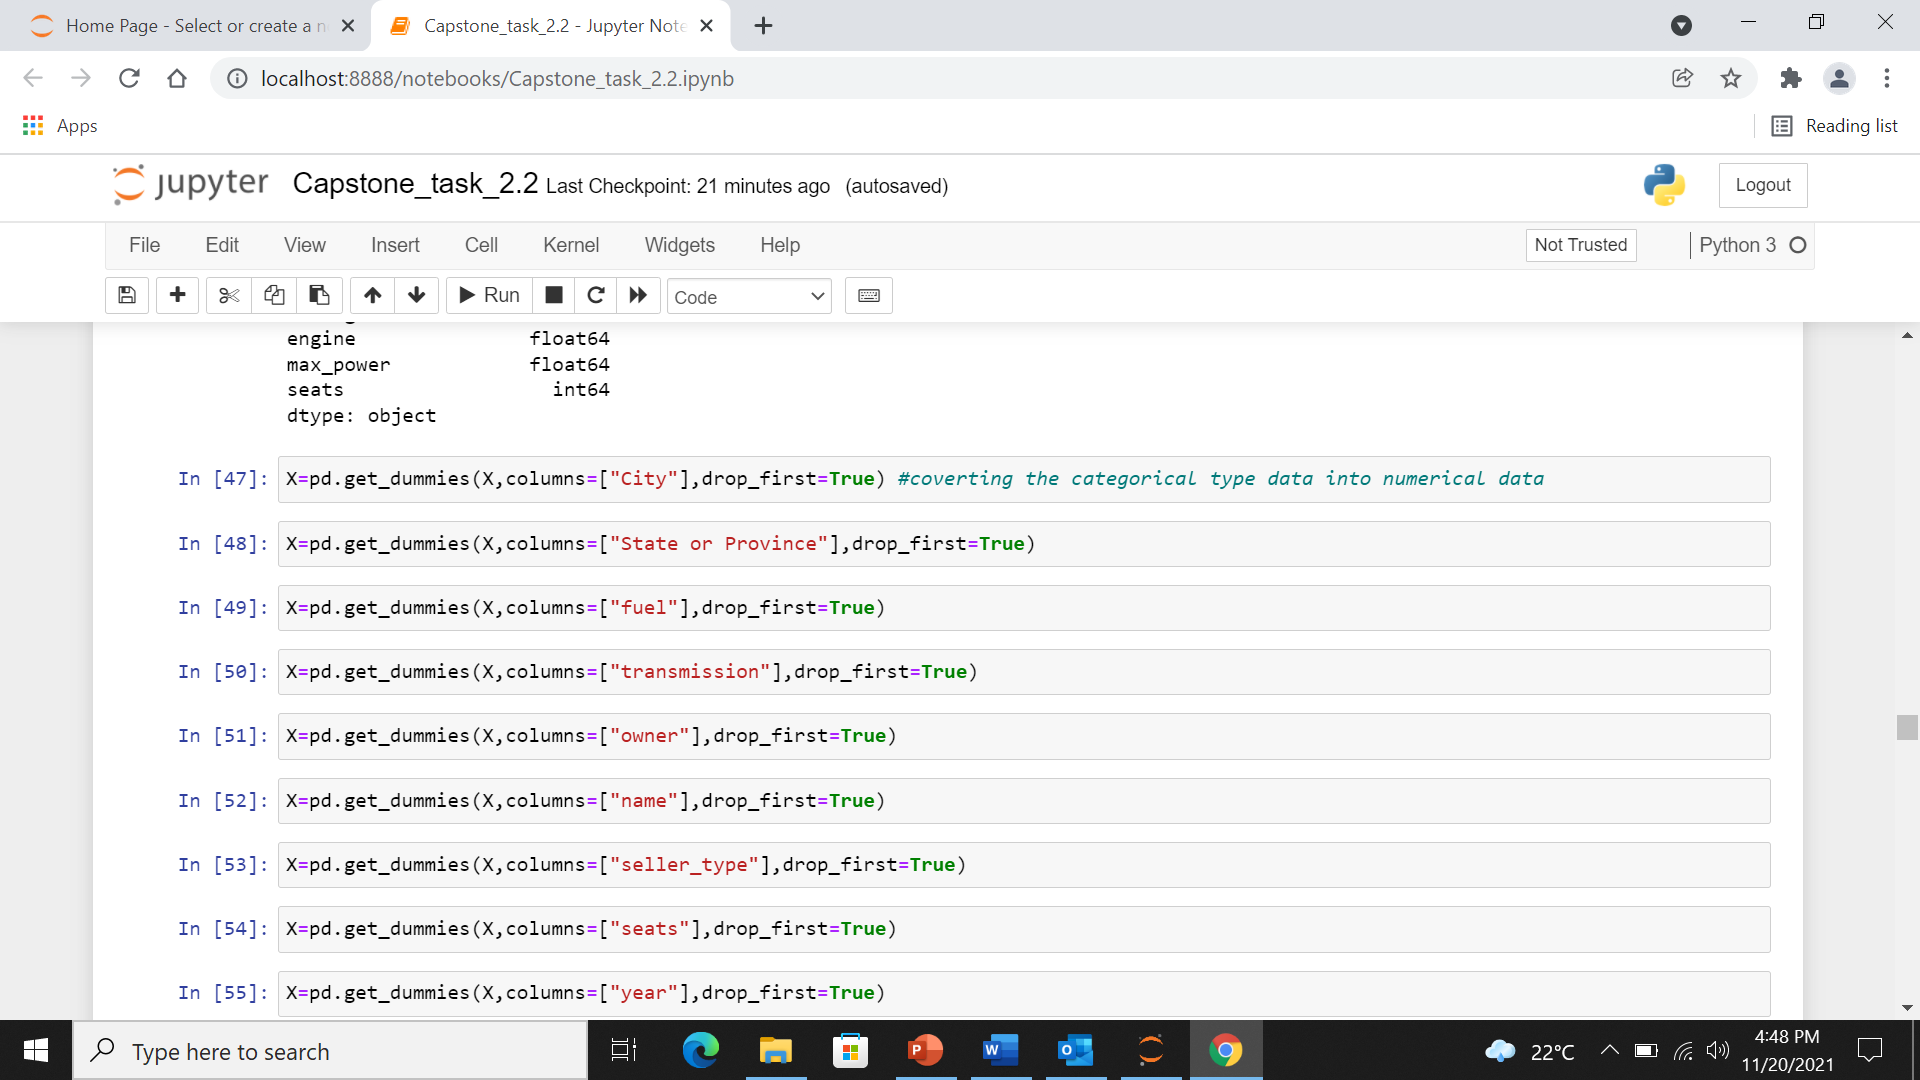 Home Page - Select or create a n
Capstone_task_2.2 - Jupyter Note
localhost:8888/notebooks/Capstone_task_2.2.ipynb
Apps
Reading list
jupyter Capstone_task_2.2 Last Checkpoint: 21 minutes ago (autosaved)
Logout
File Edit View Insert Cell Kernel Widgets Help
Not Trusted
Python 3
Run
Code
engine float64
max_power float64
seats int64
dtype: object
In [47]: X=pd.get_dummies(X,columns=["City"],drop_first=True) #coverting the categorical type data into numerical data
In [48]: X=pd.get_dummies(X,columns=["State or Province"],drop_first=True)
In [49]: X=pd.get_dummies(X,columns=["fuel"],drop_first=True)
In [50]: X=pd.get_dummies(X,columns=["transmission"],drop_first=True)
In [51]: X=pd.get_dummies(X,columns=["owner"],drop_first=True)
In [52]: X=pd.get_dummies(X,columns=["name"],drop_first=True)
In [53]: X=pd.get_dummies(X,columns=["seller_type"],drop_first=True)
In [54]: X=pd.get_dummies(X,columns=["seats"],drop_first=True)
In [55]: X=pd.get_dummies(X,columns=["year"],drop_first=True)
Type here to search
22°C
4:48 PM
11/20/2021